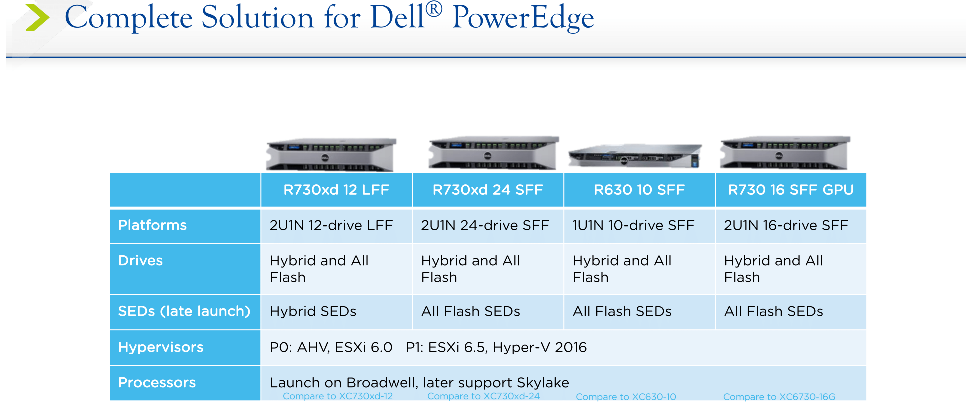 Complete Solution for Dell® PowerEdge
R730xd 12 LFF R730xd 24 SFF R630 10 SFF R730 16 SFF GPU
Platforms 2U1N 12-drive LFF 2U1N 24-drive SFF 1U1N 10-drive SFF 2U1N 16-drive SFF
Drives Hybrid and All Flash Hybrid and All Flash Hybrid and All Flash Hybrid and All Flash
SEDs (late launch) Hybrid SEDs All Flash SEDs All Flash SEDs All Flash SEDs
Hypervisors P0: AHV, ESXi 6.0 P1: ESXi 6.5, Hyper-V 2016
Processors Launch on Broadwell, later support Skylake
Compare to XC730xd-12 Compare to XC730xd-24 Compare to XC630-10 Compare to XC6730-16G